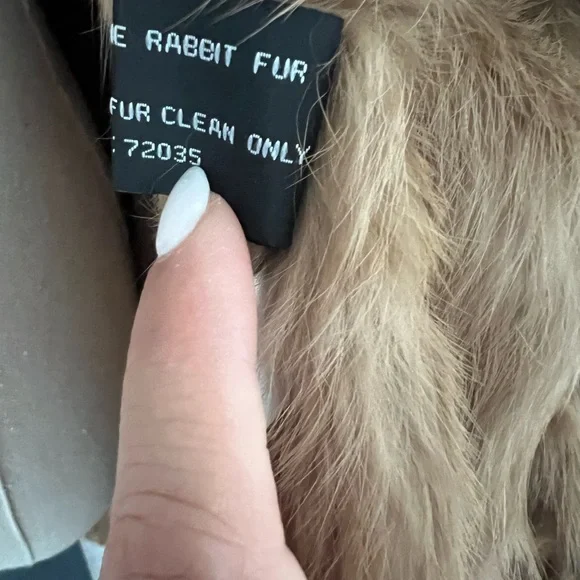 E RABBIT FUR
FUR CLEAN ONLY
: 72035